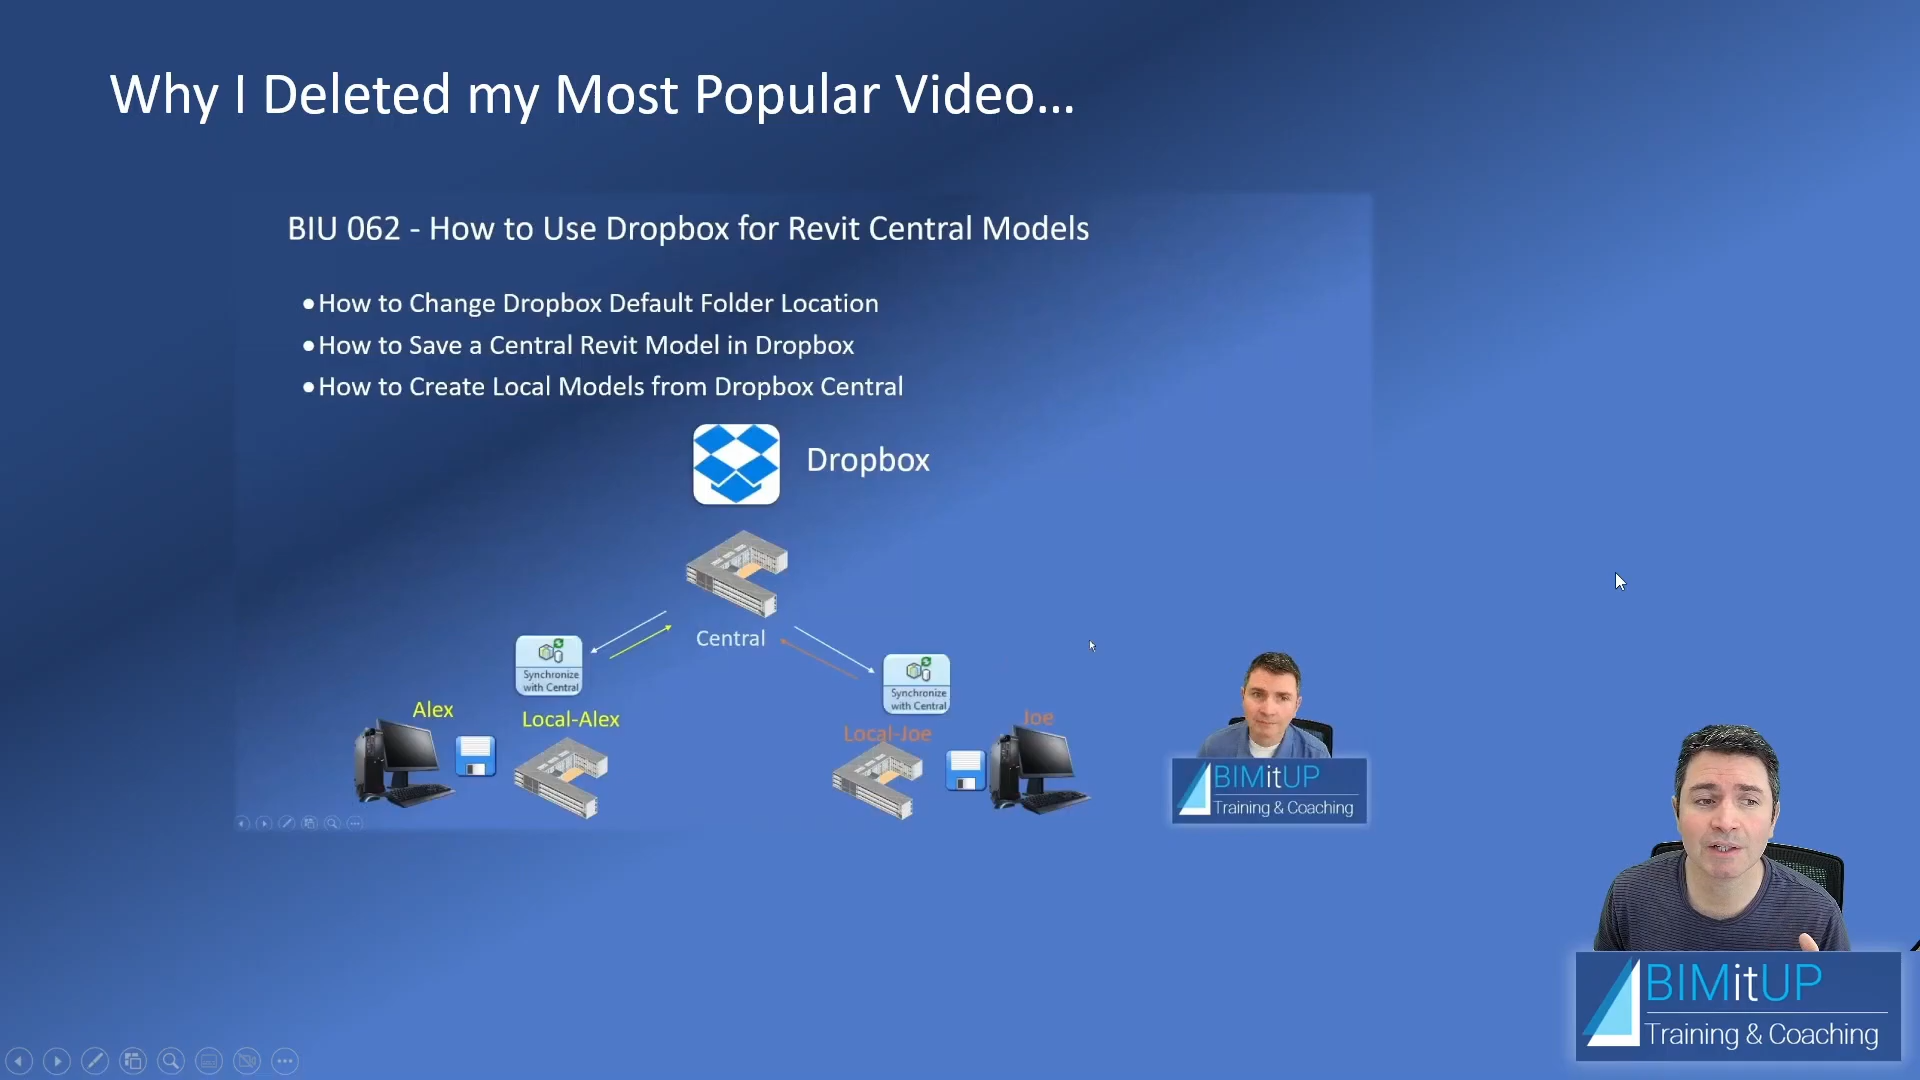 Why I Deleted my Most Popular Video...
BIU 062 - How to Use Dropbox for Revit Central Models
●How to Change Dropbox Default Folder Location
●How to Save a Central Revit Model in Dropbox
●How to Create Local Models from Dropbox Central
Dropbox
Central
Synchronize
with Central
Synchronize
with Central
Alex
Local-Alex
Local-Joe
Joe
BIMitUP
Training & Coaching
BIMitUP
Training & Coaching